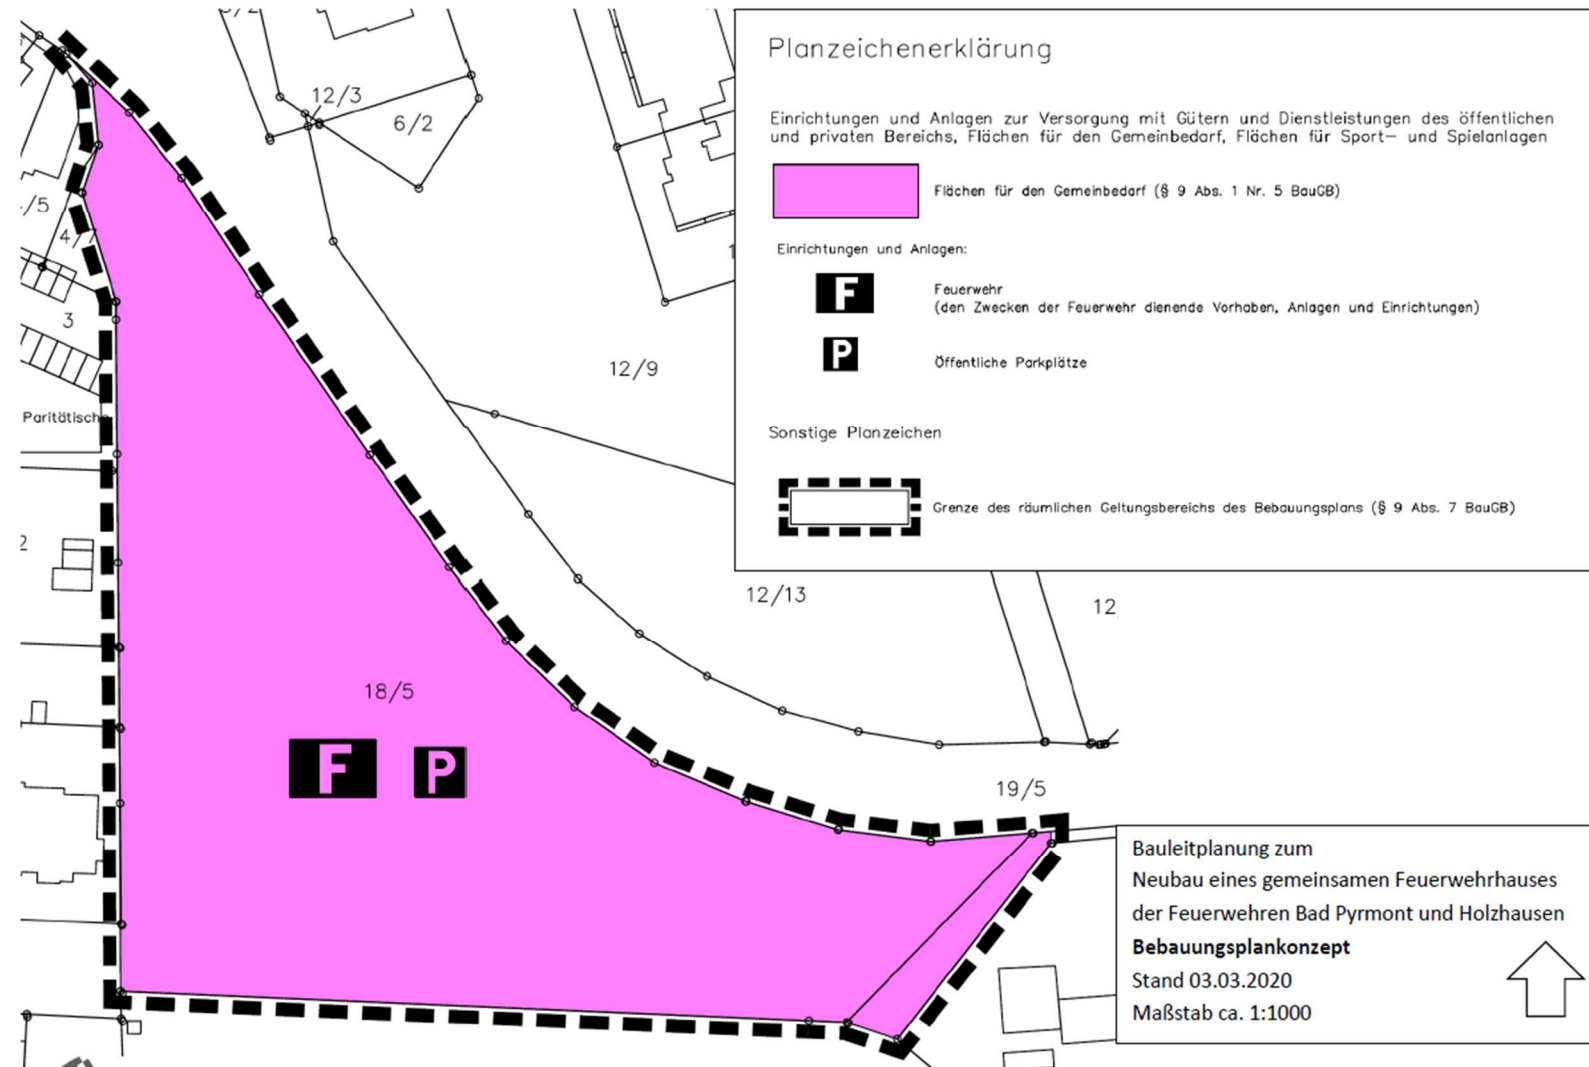 Planzeichenerklärung
Einrichtungen und Anlagen zur Versorgung mit Gütern und Dienstleistungen des öffentlichen
und privaten Bereichs, Flächen für den Gemeinbedarf, Flächen für Sport- und Spielanlagen
Flächen für den Gemeinbedarf (§ 9 Abs. 1 Nr. 5 BauGB)
Einrichtungen und Anlagen:
F
Feuerwehr
(den Zwecken der Feuerwehr dienende Vorhaben, Anlagen und Einrichtungen)
P
Öffentliche Parkplätze
Sonstige Planzeichen
Grenze des räumlichen Geltungsbereichs des Bebauungsplans (§ 9 Abs. 7 BauGB)
12/3
6/2
/5
4/7
3
12/9
Paritätisch
2
12/13
12
18/5
F
P
19/5
Bauleitplanung zum
Neubau eines gemeinsamen Feuerwehrhauses
der Feuerwehren Bad Pyrmont und Holzhausen
Bebauungsplankonzept
Stand 03.03.2020
Maßstab ca. 1:1000